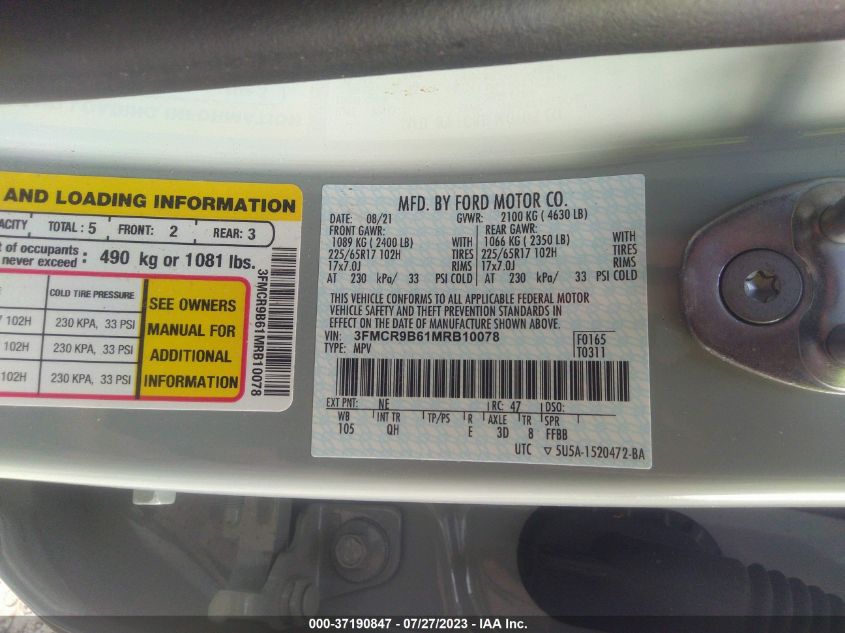 AND LOADING INFORMATION
TOTAL : 5 FRONT: 2 REAR: 3
of occupants
never exceed : 490 kg or 1081 lbs.
COLD TIRE PRESSURE
102H 230 KPA, 33 PSI
230 KPA, 33 PSI
102H 230 KPA, 33 PSI
SEE OWNERS
MANUAL FOR
ADDITIONAL
INFORMATION
3FMCR9B61MRB10078
MFD. BY FORD MOTOR CO.
DATE: 08/21 GVWR: 2100 KG ( 4630 LB)
FRONT GAWR: REAR GAWR:
1089 KG ( 2400 LB) WITH 1066 KG ( 2350 LB) WITH
225/65R17 102H TIRES 225/65R17 102H TIRES
17x7.0J RIMS 17x7.0J RIMS
AT 230 kPa/ 33 PSI COLD AT 230 kPa/ 33 PSI COLD
THIS VEHICLE CONFORMS TO ALL APPLICABLE FEDERAL MOTOR
VEHICLE SAFETY AND THEFT PREVENTION STANDARDS IN
EFFECT ON THE DATE OF MANUFACTURE SHOWN ABOVE.
VIN: 3FMCR9B61MRB10078 F0165
TYPE: MPV T0311
EXT PNT: NE RC: 47 DSO:
WB INT TR TP/PS R AXLE TR SPR
105 QH E 3D 8 FFBB
UTC ▽ 5U5A-1520472-BA
000-37190847 / 07/27/2023 - IAA Inc.